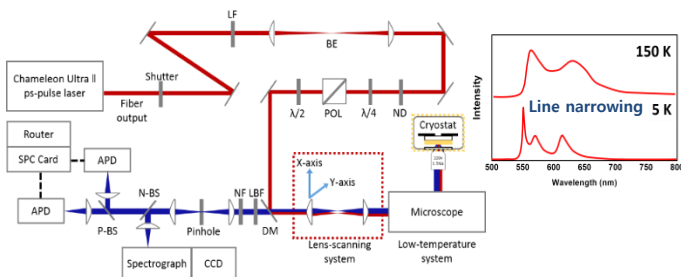 LF
BE
Chameleon Ultra Ⅱ
ps-pulse laser
Shutter
Fiber
output
λ/2
POL
λ/4
ND
Cryostat
Router
SPC Card
APD
APD
P-BS
N-BS
Pinhole
NF
LBF
DM
X-axis
Y-axis
Lens-scanning
system
Microscope
Low-temperature
system
Spectrograph
CCD
150 K
Line narrowing
5 K
Intensity
500
550
600
650
700
750
800
Wavelength (nm)